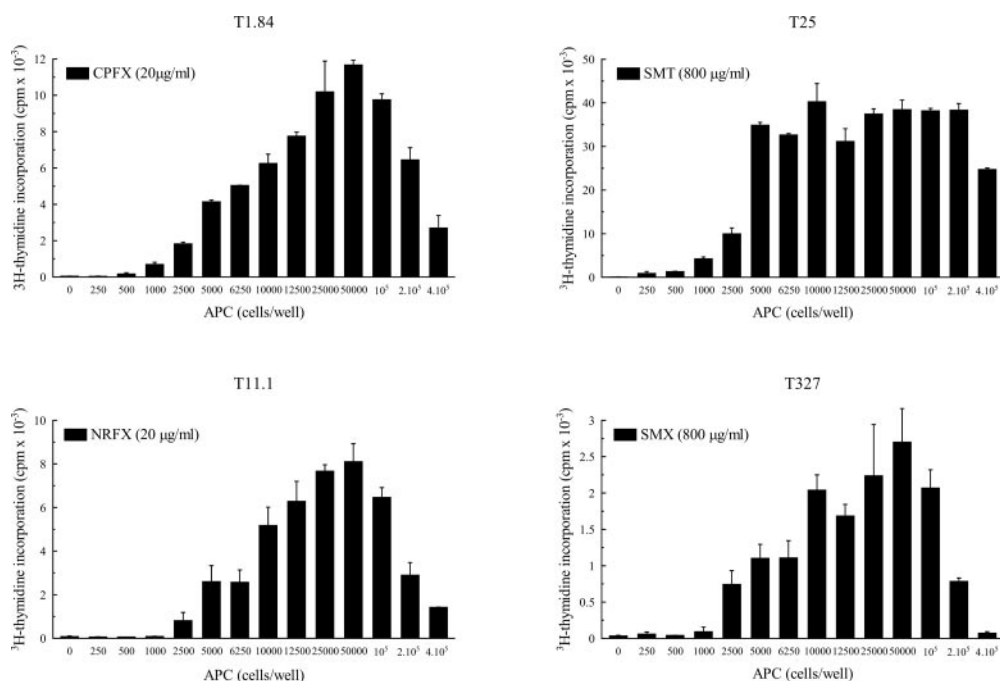 T1.84
3H-thymidine incorporation (cpm x 10⁻³)
12
10
8
6
4
2
0
CPFX (20µg/ml)
0 250 500 1000 2500 5000 6250 10000 12500 25000 50000 10⁵ 2.10⁵ 4.10⁵
APC (cells/well)
T25
³H-thymidine incorporation (cpm x 10⁻³)
50
40
30
20
10
0
SMT (800 µg/ml)
0 250 500 1000 2500 5000 6250 10000 12500 25000 50000 10⁵ 2.10⁵ 4.10⁵
APC (cells/well)
T11.1
³H-thymidine incorporation (cpm x 10⁻³)
10
8
6
4
2
0
NRFX (20 µg/ml)
0 250 500 1000 2500 5000 6250 10000 12500 25000 50000 10⁵ 2.10⁵ 4.10⁵
APC (cells/well)
T327
³H-thymidine incorporation (cpm x 10⁻³)
3
2.5
2
1.5
1
0.5
0
SMX (800 µg/ml)
0 250 500 1000 2500 5000 6250 10000 12500 25000 50000 10⁵ 2.10⁵ 4.10⁵
APC (cells/well)